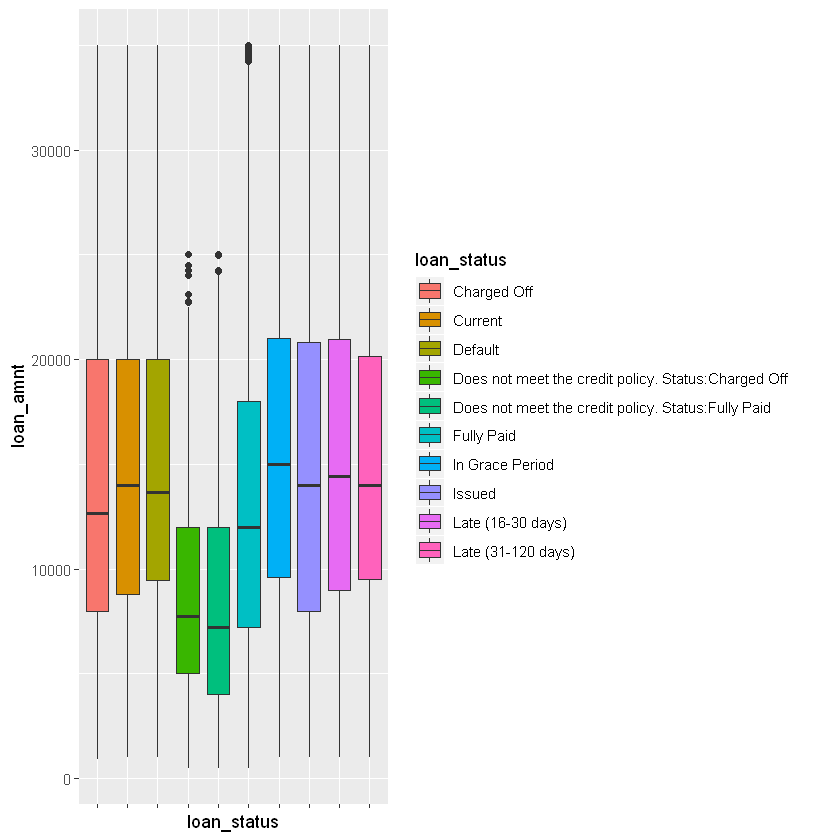 30000
20000
10000
0
loan_amnt
loan_status
loan_status
Charged Off
Current
Default
Does not meet the credit policy. Status:Charged Off
Does not meet the credit policy. Status:Fully Paid
Fully Paid
In Grace Period
Issued
Late (16-30 days)
Late (31-120 days)